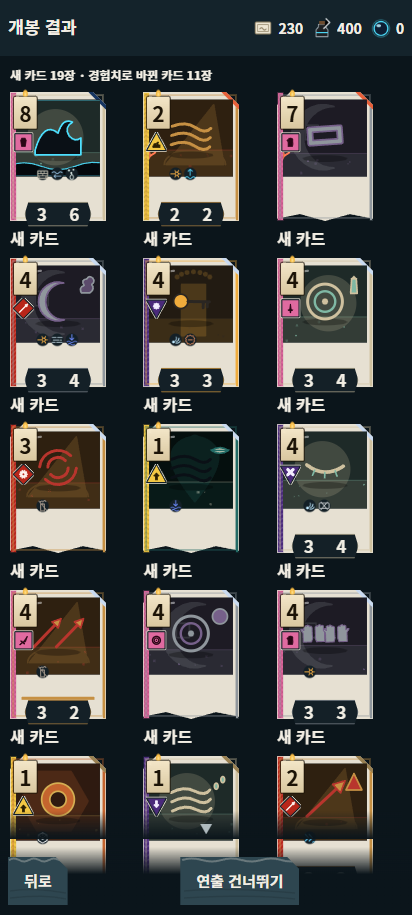 개봉 결과 230 400 0
새 카드 19장 · 경험치로 바뀐 카드 11장
8 2 7
3 6 2 2
새 카드 새 카드 새 카드
4 4 4
3 4 3 3 3 4
새 카드 새 카드 새 카드
3 1 4
3 4
새 카드 새 카드 새 카드
4 4 4
3 2 3 3
새 카드 새 카드 새 카드
1 1 2
뒤로 연출 건너뛰기